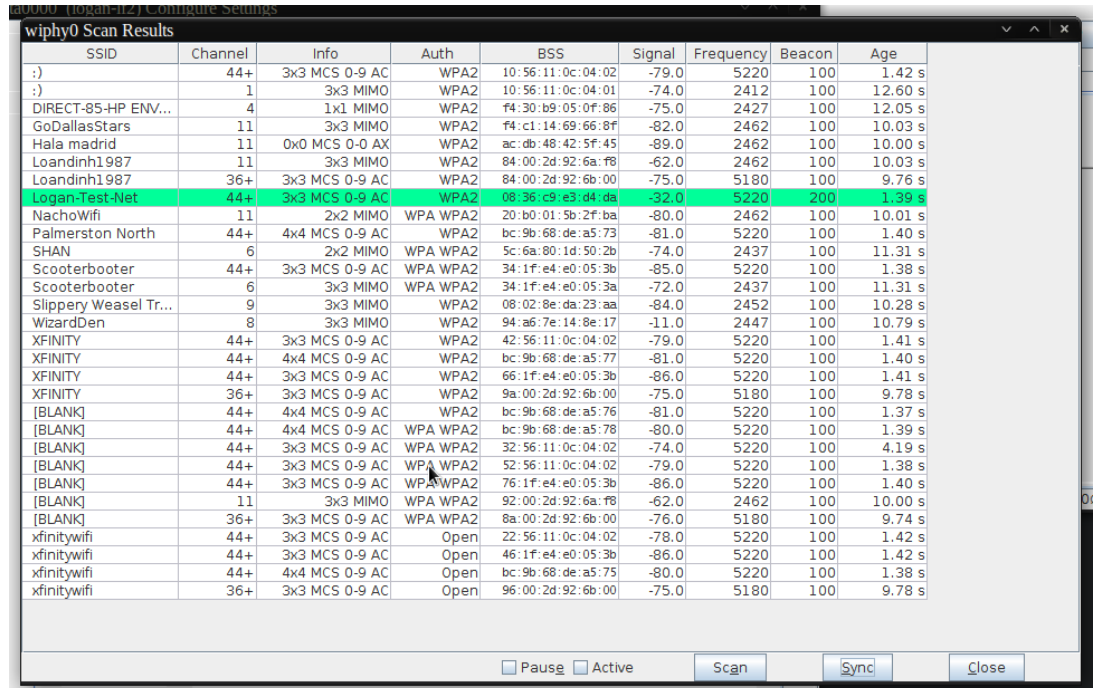 (logan-if2) Configure Settings
wiphy0 Scan Results
SSID Channel Info Auth BSS Signal Frequency Beacon Age
:) 44+ 3x3 MCS 0-9 AC WPA2 10:56:11:0c:04:02 -79.0 5220 100 1.42 s
:) 1 3x3 MIMO WPA2 10:56:11:0c:04:01 -74.0 2412 100 12.60 s
DIRECT-85-HP ENV... 4 1x1 MIMO WPA2 f4:30:b9:05:0f:86 -75.0 2427 100 12.05 s
GoDallasStars 11 3x3 MIMO WPA2 f4:c1:14:69:66:8f -82.0 2462 100 10.03 s
Hala madrid 11 0x0 MCS 0-0 AX WPA2 ac:db:48:42:5f:45 -89.0 2462 100 10.00 s
Loandinh1987 11 3x3 MIMO WPA2 84:00:2d:92:6a:f8 -62.0 2462 100 10.03 s
Loandinh1987 36+ 3x3 MCS 0-9 AC WPA2 84:00:2d:92:6b:00 -75.0 5180 100 9.76 s
Logan-Test-Net 44+ 3x3 MCS 0-9 AC WPA2 08:36:c9:e3:d4:da -32.0 5220 200 1.39 s
NachoWifi 11 2x2 MIMO WPA WPA2 20:b0:01:5b:2f:ba -80.0 2462 100 10.01 s
Palmerston North 44+ 4x4 MCS 0-9 AC WPA2 bc:9b:68:de:a5:73 -81.0 5220 100 1.40 s
SHAN 6 2x2 MIMO WPA WPA2 5c:6a:80:1d:50:2b -74.0 2437 100 11.31 s
Scooterbooter 44+ 3x3 MCS 0-9 AC WPA WPA2 34:1f:e4:e0:05:3b -85.0 5220 100 1.38 s
Scooterbooter 6 3x3 MIMO WPA WPA2 34:1f:e4:e0:05:3a -72.0 2437 100 11.31 s
Slippery Weasel Tr... 9 3x3 MIMO WPA2 08:02:8e:da:23:aa -84.0 2452 100 10.28 s
WizardDen 8 3x3 MIMO WPA2 94:a6:7e:14:8e:17 -11.0 2447 100 10.79 s
XFINITY 44+ 3x3 MCS 0-9 AC WPA2 42:56:11:0c:04:02 -79.0 5220 100 1.41 s
XFINITY 44+ 4x4 MCS 0-9 AC WPA2 bc:9b:68:de:a5:77 -81.0 5220 100 1.40 s
XFINITY 44+ 3x3 MCS 0-9 AC WPA2 66:1f:e4:e0:05:3b -86.0 5220 100 1.41 s
XFINITY 36+ 3x3 MCS 0-9 AC WPA2 9a:00:2d:92:6b:00 -75.0 5180 100 9.78 s
[BLANK] 44+ 4x4 MCS 0-9 AC WPA2 bc:9b:68:de:a5:76 -81.0 5220 100 1.37 s
[BLANK] 44+ 4x4 MCS 0-9 AC WPA WPA2 bc:9b:68:de:a5:78 -80.0 5220 100 1.39 s
[BLANK] 44+ 3x3 MCS 0-9 AC WPA WPA2 32:56:11:0c:04:02 -74.0 5220 100 4.19 s
[BLANK] 44+ 3x3 MCS 0-9 AC WPA WPA2 52:56:11:0c:04:02 -79.0 5220 100 1.38 s
[BLANK] 44+ 3x3 MCS 0-9 AC WPA WPA2 76:1f:e4:e0:05:3b -86.0 5220 100 1.40 s
[BLANK] 11 3x3 MIMO WPA WPA2 92:00:2d:92:6a:f8 -62.0 2462 100 10.00 s
[BLANK] 36+ 3x3 MCS 0-9 AC WPA WPA2 8a:00:2d:92:6b:00 -76.0 5180 100 9.74 s
xfinitywifi 44+ 3x3 MCS 0-9 AC Open 22:56:11:0c:04:02 -78.0 5220 100 1.42 s
xfinitywifi 44+ 3x3 MCS 0-9 AC Open 46:1f:e4:e0:05:3b -86.0 5220 100 1.42 s
xfinitywifi 44+ 4x4 MCS 0-9 AC Open bc:9b:68:de:a5:75 -80.0 5220 100 1.38 s
xfinitywifi 36+ 3x3 MCS 0-9 AC Open 96:00:2d:92:6b:00 -75.0 5180 100 9.78 s
Pause Active Scan Sync Close